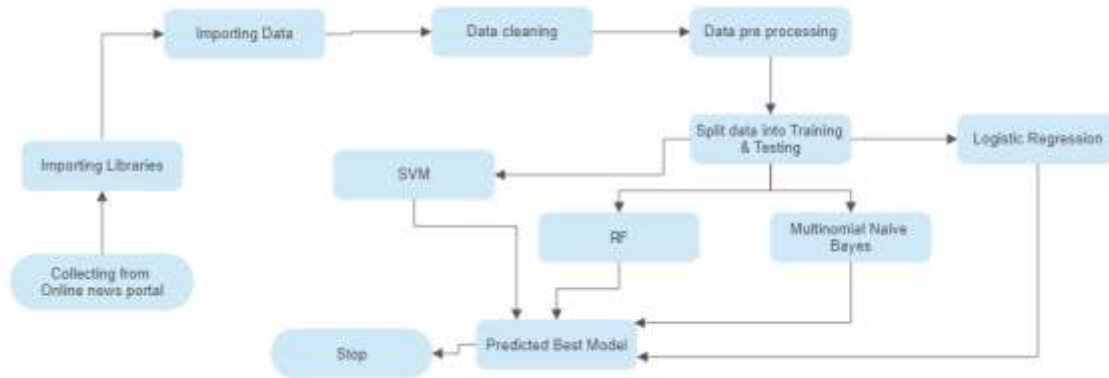 Importing Data
Data cleaning
Data pre processing
Importing Libraries
Split data into Training
& Testing
Logistic Regression
SVM
RF
Multinomial Naive
Bayes
Collecting from
Online news portal
Predicted Best Model
Stop